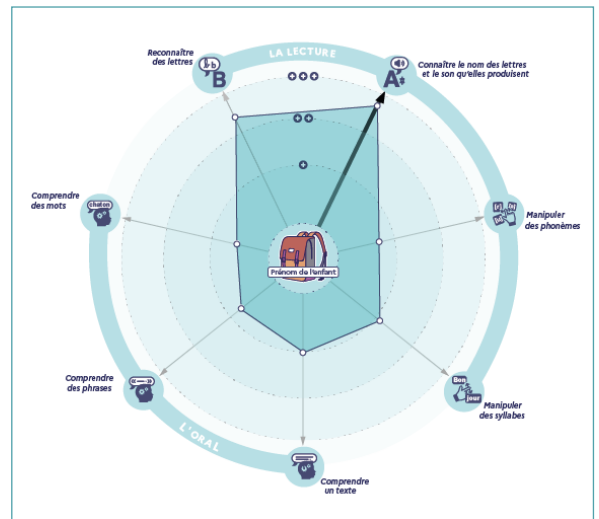 LA LECTURE
Reconnaître
des lettres
b b
B
A
Connaître le nom des lettres
et le son qu'elles produisent
Comprendre
des mots
chaton
Manipuler
des phonèmes
Prénom de l'enfant
Comprendre
des phrases
Bon
jour
Manipuler
des syllabes
L'ORAL
Comprendre
un texte